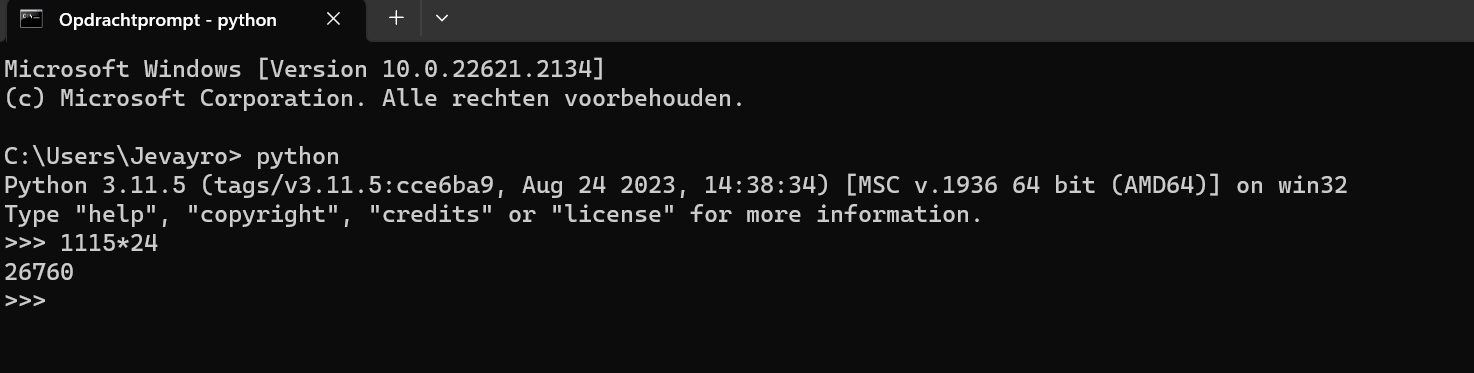 Opdrachtprompt - python
Microsoft Windows [Version 10.0.22621.2134]
(c) Microsoft Corporation. Alle rechten voorbehouden.
C:\Users\Jevayro> python
Python 3.11.5 (tags/v3.11.5:cce6ba9, Aug 24 2023, 14:38:34) [MSC v.1936 64 bit (AMD64)] on win32
Type "help", "copyright", "credits" or "license" for more information.
>>> 1115*24
26760
>>>